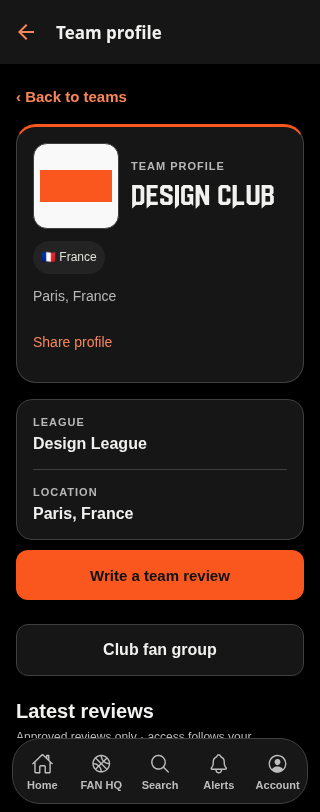 Team profile
‹ Back to teams
TEAM PROFILE
DESIGN CLUB
France
Paris, France
Share profile
LEAGUE
Design League
LOCATION
Paris, France
Write a team review
Club fan group
Latest reviews
Approved reviews only · access follows your
Home FAN HQ Search Alerts Account